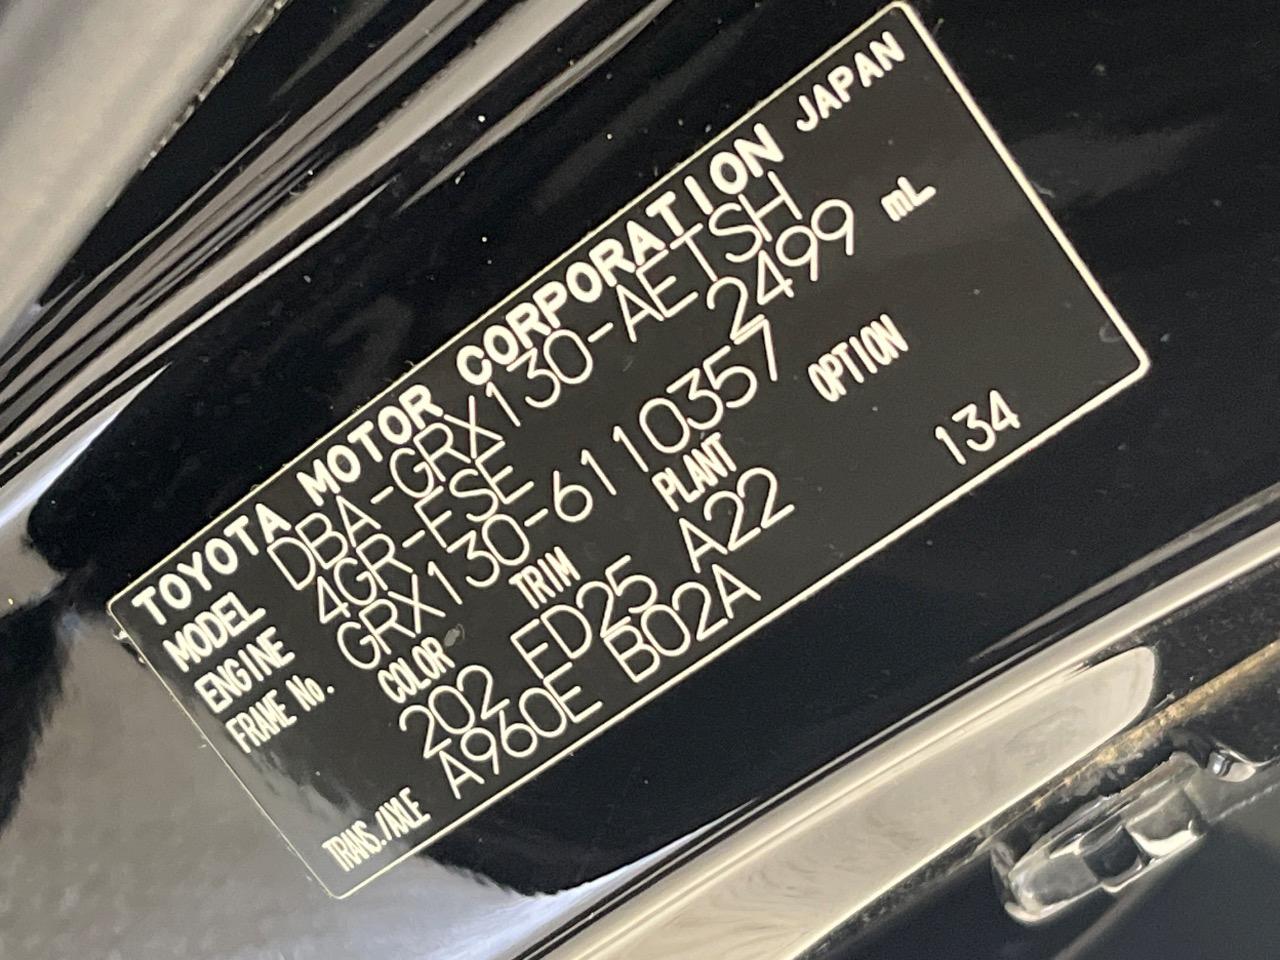 TOYOTA MOTOR CORPORATION JAPAN
MODEL DBA-GRX130-AETSH
ENGINE 4GR-FSE 2499 mL
FRAME No. GRX130-6110357
COLOR TRIM PLANT OPTION
202 FD25 A22 134
TRANS./AXLE A960E B02A